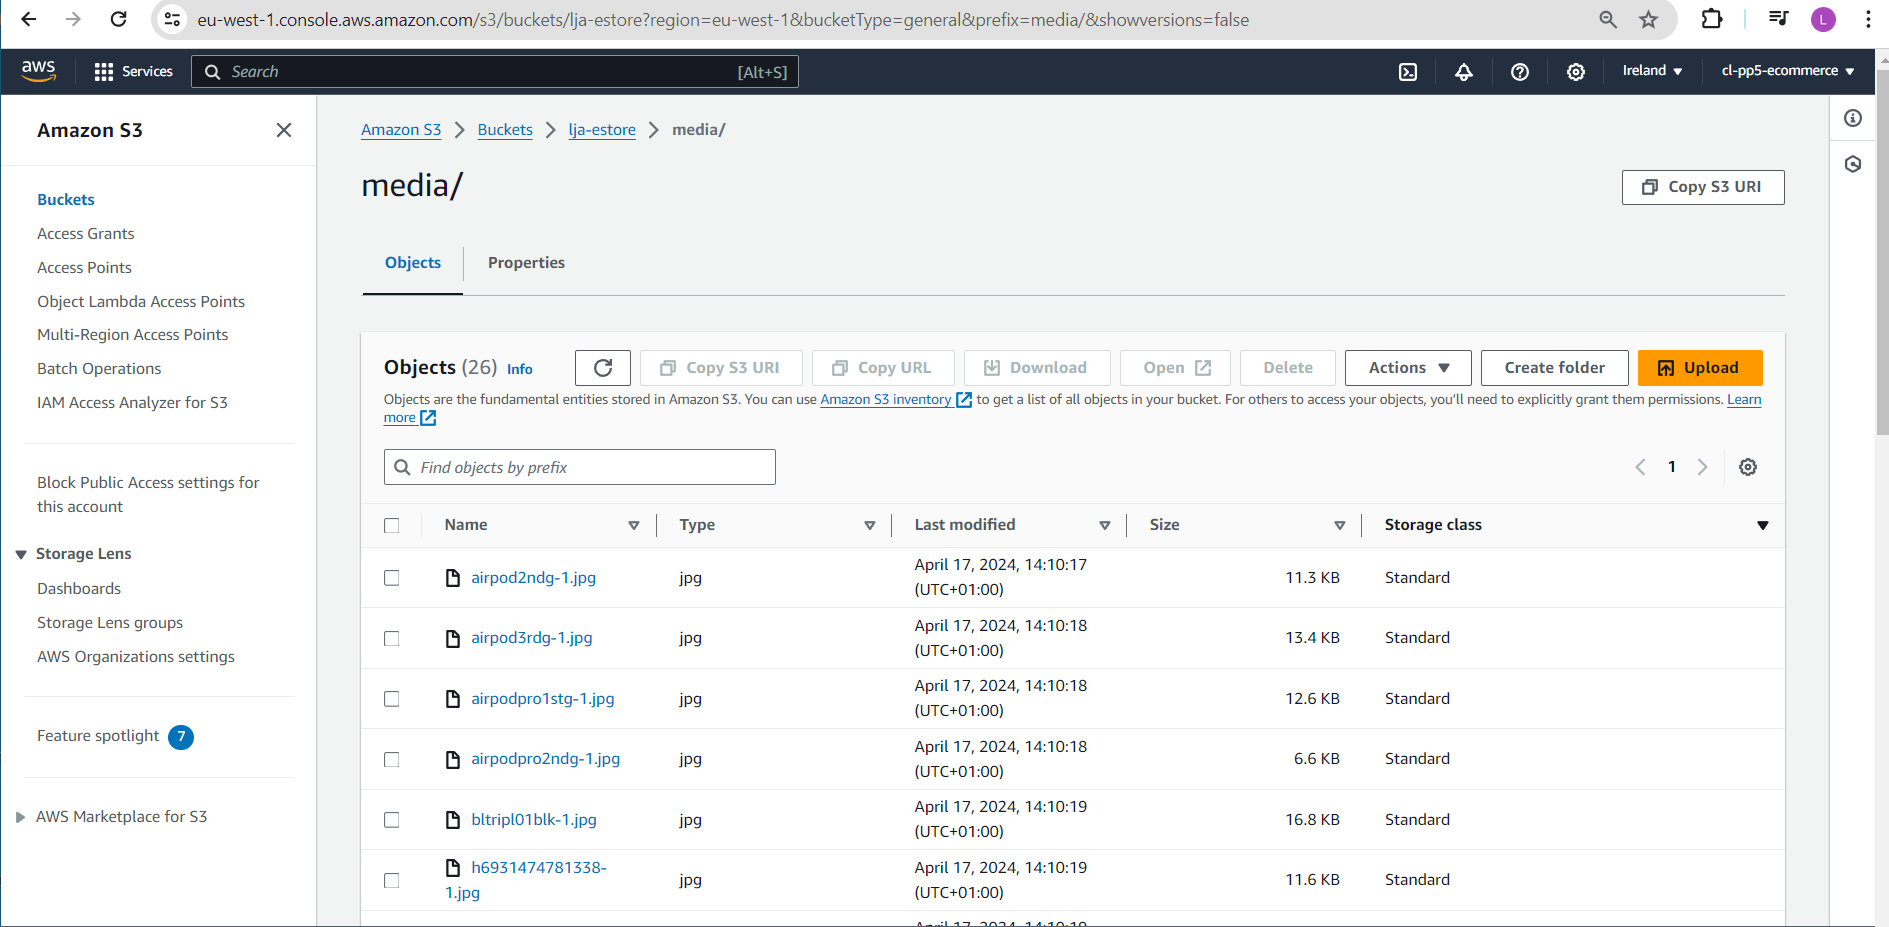 eu-west-1.console.aws.amazon.com/s3/buckets/lja-estore?region=eu-west-1&bucketType=general&prefix=media/&showversions=false
L
aws
Services
Search
[Alt+S]
Ireland
cl-pp5-ecommerce
Amazon S3
Buckets
Access Grants
Access Points
Object Lambda Access Points
Multi-Region Access Points
Batch Operations
IAM Access Analyzer for S3
Block Public Access settings for
this account
Storage Lens
Dashboards
Storage Lens groups
AWS Organizations settings
Feature spotlight 7
AWS Marketplace for S3
Amazon S3 > Buckets > lja-estore > media/
media/
Copy S3 URI
Objects
Properties
Objects (26) Info
Copy S3 URI
Copy URL
Download
Open
Delete
Actions
Create folder
Upload
Objects are the fundamental entities stored in Amazon S3. You can use Amazon S3 inventory to get a list of all objects in your bucket. For others to access your objects, you'll need to explicitly grant them permissions. Learn
more
Find objects by prefix
1
Name Type Last modified Size Storage class
airpod2ndg-1.jpg jpg April 17, 2024, 14:10:17 (UTC+01:00) 11.3 KB Standard
airpod3rdg-1.jpg jpg April 17, 2024, 14:10:18 (UTC+01:00) 13.4 KB Standard
airpodpro1stg-1.jpg jpg April 17, 2024, 14:10:18 (UTC+01:00) 12.6 KB Standard
airpodpro2ndg-1.jpg jpg April 17, 2024, 14:10:18 (UTC+01:00) 6.6 KB Standard
bltripl01blk-1.jpg jpg April 17, 2024, 14:10:19 (UTC+01:00) 16.8 KB Standard
h6931474781338-1.jpg jpg April 17, 2024, 14:10:19 (UTC+01:00) 11.6 KB Standard